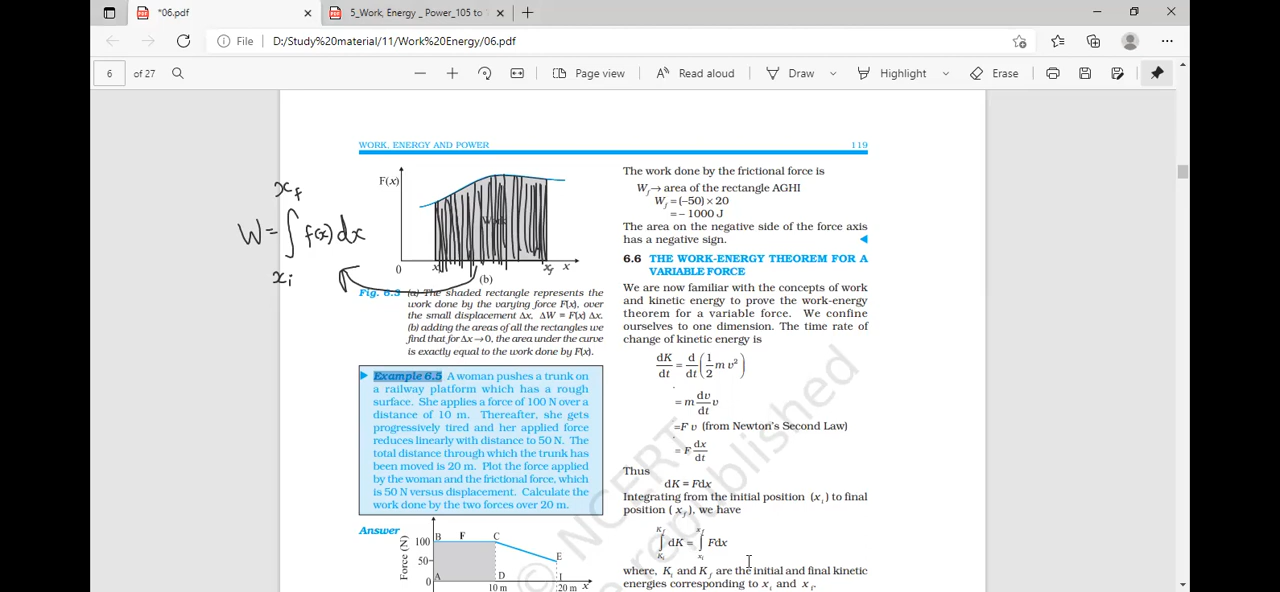 *06.pdf
5_Work, Energy _ Power_105 to
File
D:/Study%20material/11/Work%20Energy/06.pdf
6
of 27
Page view
Read aloud
Draw
Highlight
Erase
WORK, ENERGY AND POWER
119
F(x)
0
x
(b)
x_f
W = ∫ f(x) dx
x_i
Fig. 6.3 (a) The shaded rectangle represents the
work done by the varying force F(x), over
the small displacement Δx, ΔW = F(x) Δx.
(b) adding the areas of all the rectangles we
find that for Δx→0, the area under the curve
is exactly equal to the work done by F(x).
Example 6.5 A woman pushes a trunk on
a railway platform which has a rough
surface. She applies a force of 100 N over a
distance of 10 m. Thereafter, she gets
progressively tired and her applied force
reduces linearly with distance to 50 N. The
total distance through which the trunk has
been moved is 20 m. Plot the force applied
by the woman and the frictional force, which
is 50 N versus displacement. Calculate the
work done by the two forces over 20 m.
Answer
Force (N)
100
50
0
B F C
E
A D I
10 m 20 m x
The work done by the frictional force is
W_f → area of the rectangle AGHI
W_f = (−50) × 20
= − 1000 J
The area on the negative side of the force axis
has a negative sign.
6.6 THE WORK-ENERGY THEOREM FOR A
VARIABLE FORCE
We are now familiar with the concepts of work
and kinetic energy to prove the work-energy
theorem for a variable force. We confine
ourselves to one dimension. The time rate of
change of kinetic energy is
dK/dt = d/dt (1/2 m v²)
= m dv/dt v
=F v (from Newton's Second Law)
= F dx/dt
Thus
dK = Fdx
Integrating from the initial position (x_i) to final
position ( x_f), we have
∫_{K_i}^{K_f} dK = ∫_{x_i}^{x_f} Fdx
where, K_i and K_f are the initial and final kinetic
energies corresponding to x_i and x_f.
© NCERT
republished